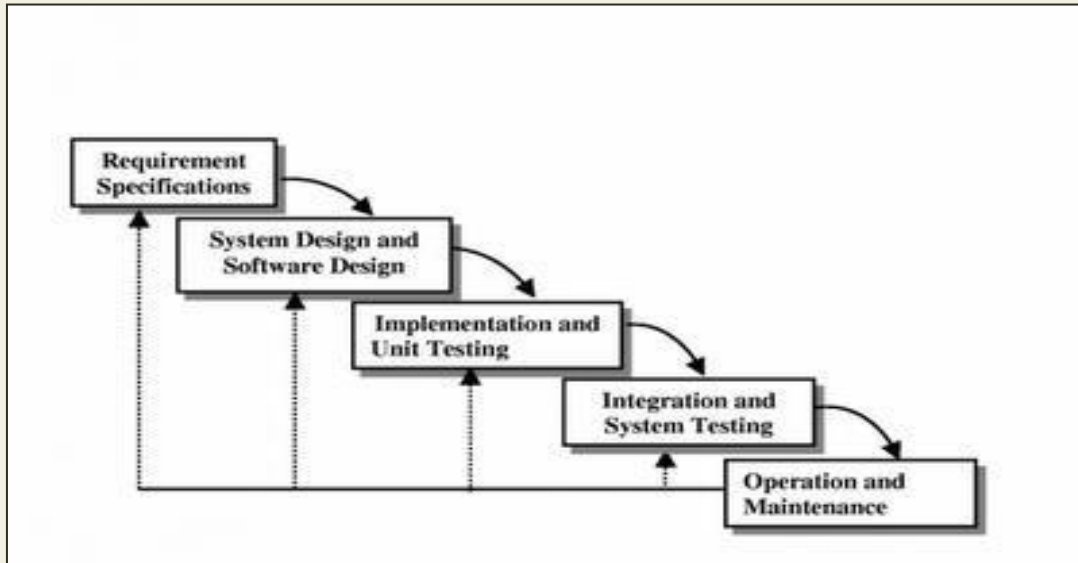 Requirement
Specifications
System Design and
Software Design
Implementation and
Unit Testing
Integration and
System Testing
Operation and
Maintenance